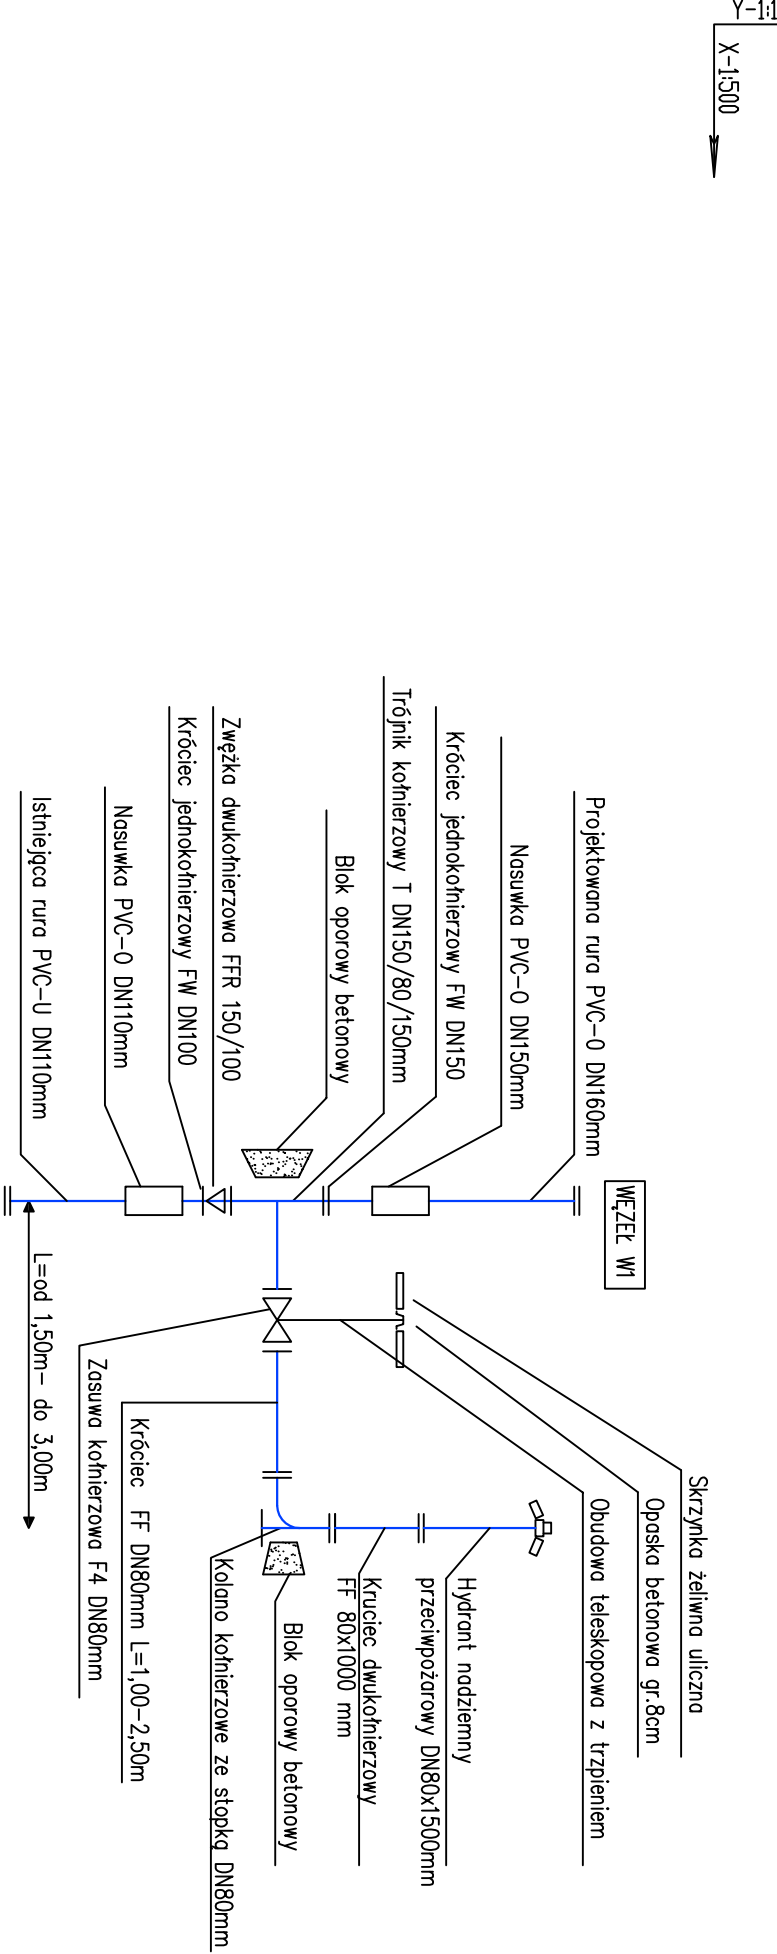 Y-1:1
X-1:500
WĘZEŁ W1
Projektowana rura PVC-O DN160mm
Nasuwka PVC-O DN150mm
Króciec jednokołnierzowy FW DN150
Trójnik kołnierzowy T DN150/80/150mm
Blok oporowy betonowy
Zwężka dwukołnierzowa FFR 150/100
Króciec jednokołnierzowy FW DN100
Nasuwka PVC-O DN110mm
Istniejąca rura PVC-U DN110mm
Skrzynka żeliwna uliczna
Opaska betonowa gr.8cm
Obudowa teleskopowa z trzpieniem
Hydrant nadziemny
przeciwpożarowy DN80x1500mm
Kruciec dwukołnierzowy
FF 80x1000 mm
Blok oporowy betonowy
Kolano kołnierzowe ze stopką DN80mm
Króciec FF DN80mm L=1,00-2,50m
Zasuwa kołnierzowa F4 DN80mm
L=od 1,50m- do 3,00m